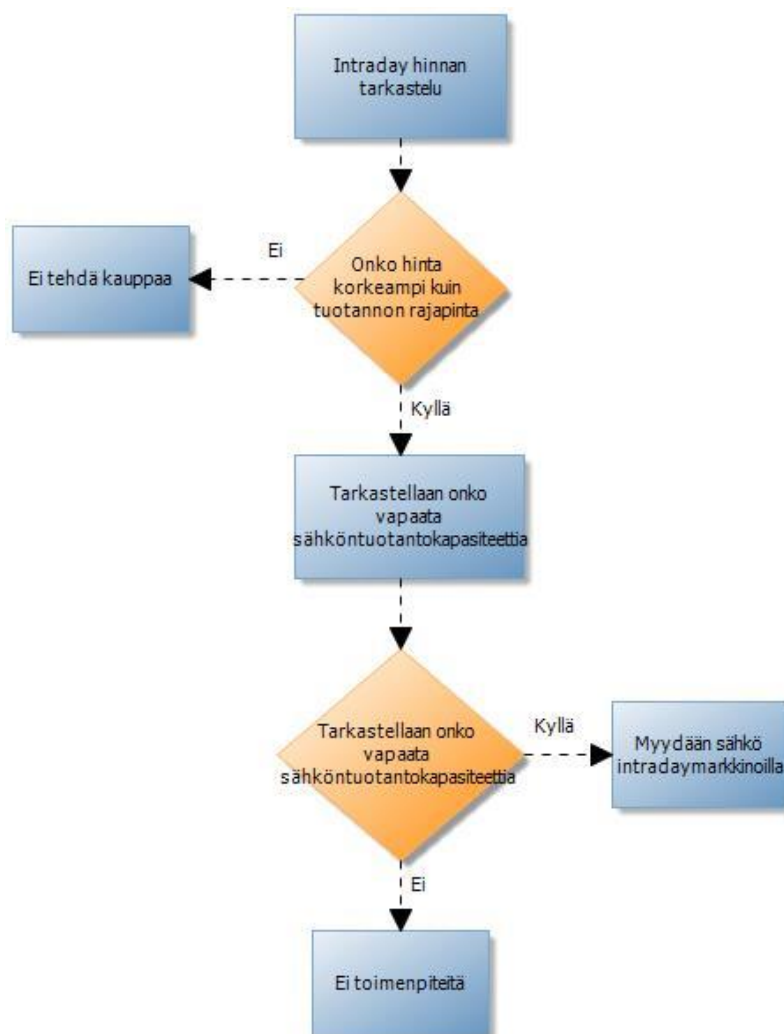 Intraday hinnan
tarkastelu
Ei
Onko hinta
korkeampi kuin
tuotannon rajapinta
Ei tehdä kauppaa
Kyllä
Tarkastellaan onko
vapaata
sähköntuotantokapasiteettia
Tarkastellaan onko
vapaata
sähköntuotantokapasiteettia
Kyllä
Myydään sähkö
intradaymarkkinoilla
Ei
Ei toimenpiteitä